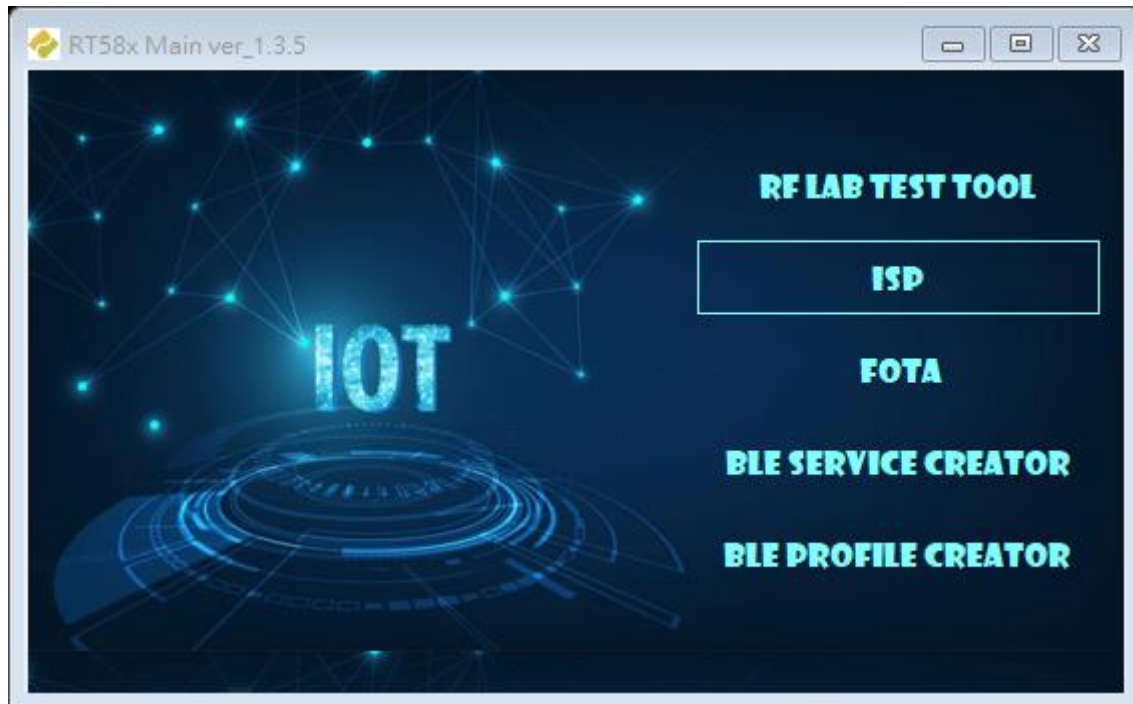 RT58x Main ver_1.3.5
RF LAB TEST TOOL
ISP
FOTA
IOT
BLE SERVICE CREATOR
BLE PROFILE CREATOR